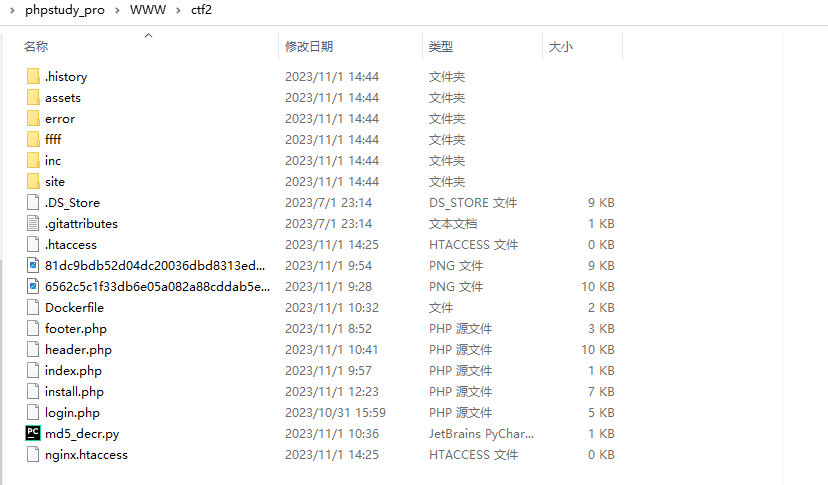 phpstudy_pro > WWW > ctf2
名称 修改日期 类型 大小
.history 2023/11/1 14:44 文件夹
assets 2023/11/1 14:44 文件夹
error 2023/11/1 14:44 文件夹
ffff 2023/11/1 14:44 文件夹
inc 2023/11/1 14:44 文件夹
site 2023/11/1 14:44 文件夹
.DS_Store 2023/7/1 23:14 DS_STORE 文件 9 KB
.gitattributes 2023/7/1 23:14 文本文档 1 KB
.htaccess 2023/11/1 14:25 HTACCESS 文件 0 KB
81dc9bdb52d04dc20036dbd8313ed... 2023/11/1 9:54 PNG 文件 9 KB
6562c5c1f33db6e05a082a88cddab5e... 2023/11/1 9:28 PNG 文件 10 KB
Dockerfile 2023/11/1 10:32 文件 2 KB
footer.php 2023/11/1 8:52 PHP 源文件 3 KB
header.php 2023/11/1 10:41 PHP 源文件 10 KB
index.php 2023/11/1 9:57 PHP 源文件 1 KB
install.php 2023/11/1 12:23 PHP 源文件 7 KB
login.php 2023/10/31 15:59 PHP 源文件 5 KB
PC md5_decr.py 2023/11/1 10:36 JetBrains PyChar... 1 KB
nginx.htaccess 2023/11/1 14:25 HTACCESS 文件 0 KB